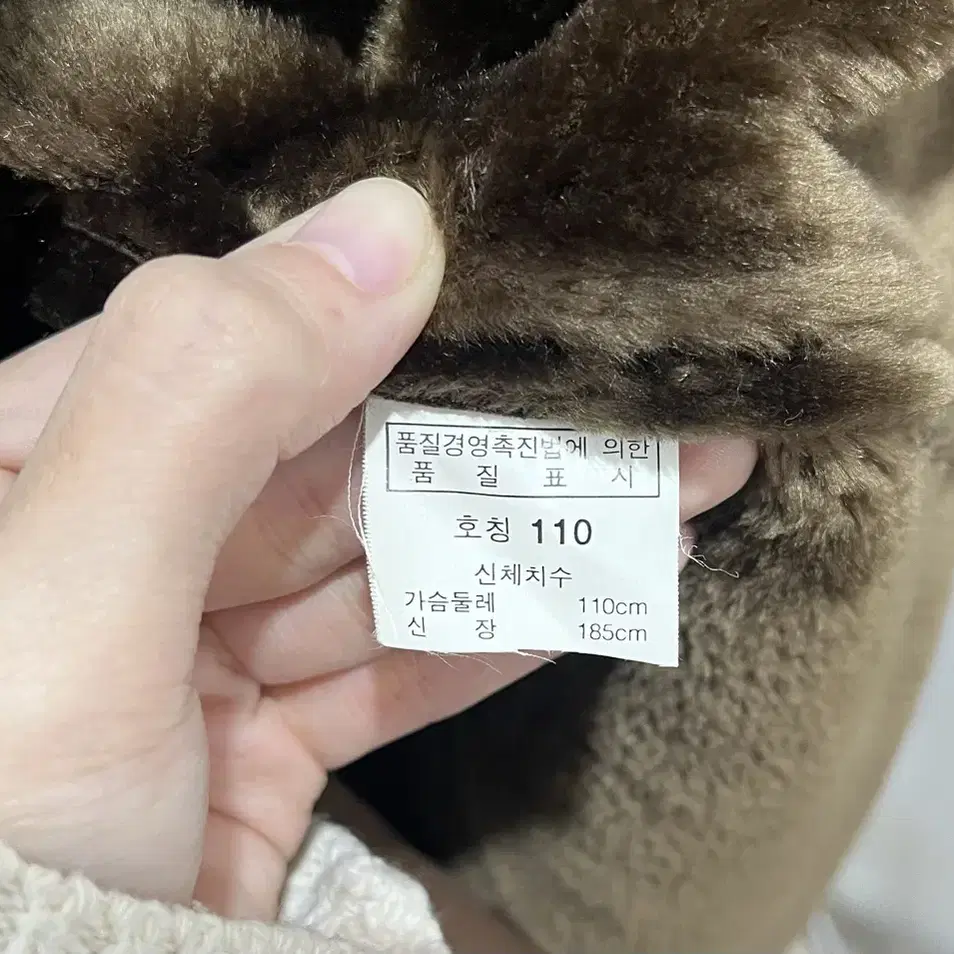 품질경영촉진법에 의한
품 질 표 시
호칭 110
신체치수
가슴둘레 110cm
신 장 185cm